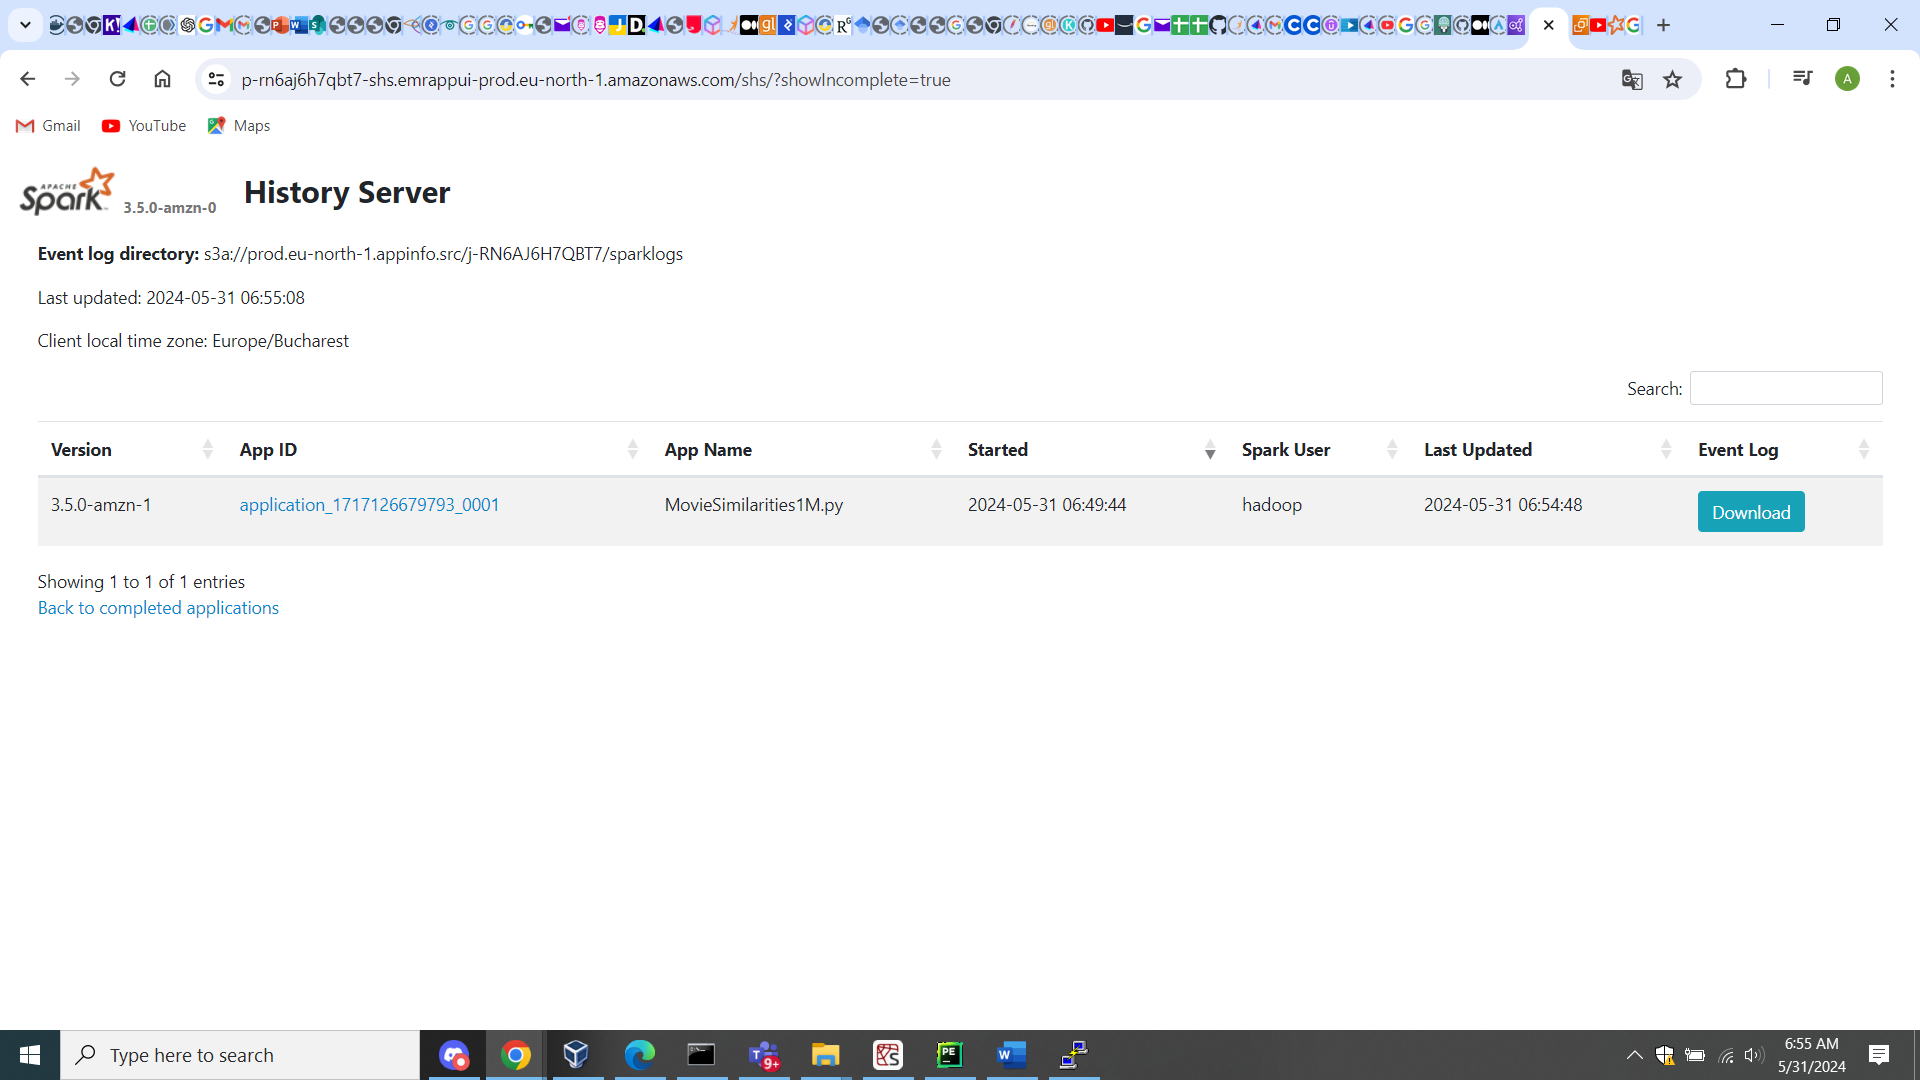 p-rn6aj6h7qbt7-shs.emrappui-prod.eu-north-1.amazonaws.com/shs/?showIncomplete=true
A
Gmail YouTube Maps
APACHE
Spark 3.5.0-amzn-0 History Server
Event log directory: s3a://prod.eu-north-1.appinfo.src/j-RN6AJ6H7QBT7/sparklogs
Last updated: 2024-05-31 06:55:08
Client local time zone: Europe/Bucharest
Search:
Version App ID App Name Started Spark User Last Updated Event Log
3.5.0-amzn-1 application_1717126679793_0001 MovieSimilarities1M.py 2024-05-31 06:49:44 hadoop 2024-05-31 06:54:48 Download
Showing 1 to 1 of 1 entries
Back to completed applications
Type here to search
9+
6:55 AM
5/31/2024